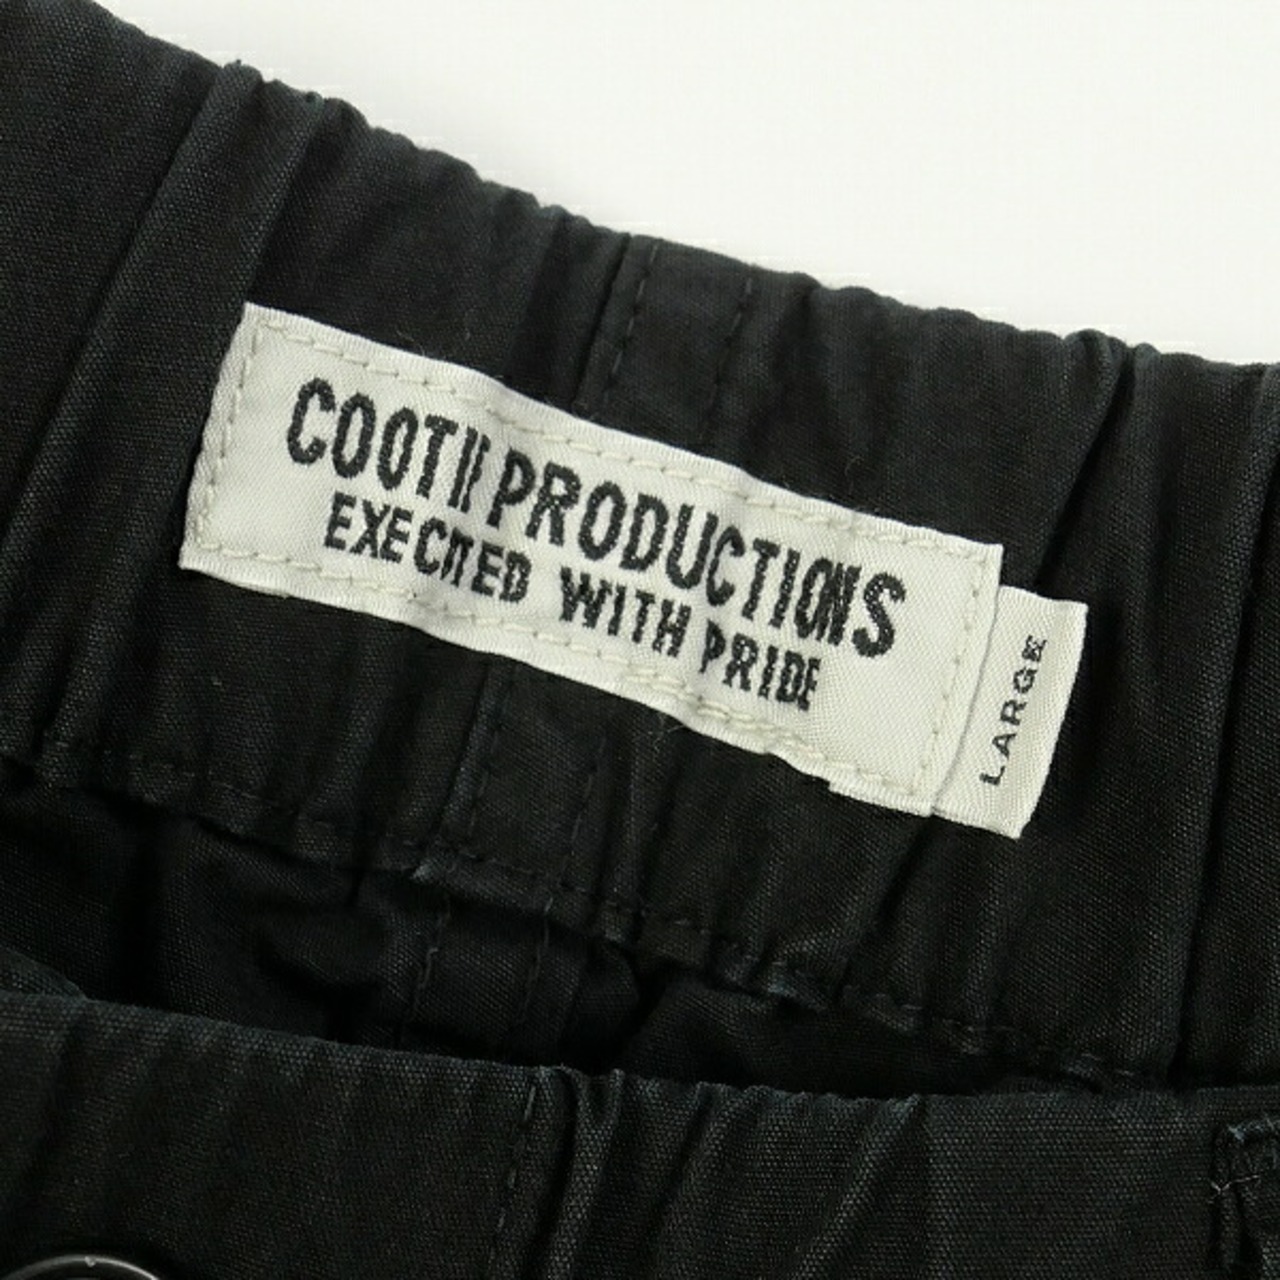 COOTIE PRODUCTIONS
EXECUTED WITH PRIDE
LARGE